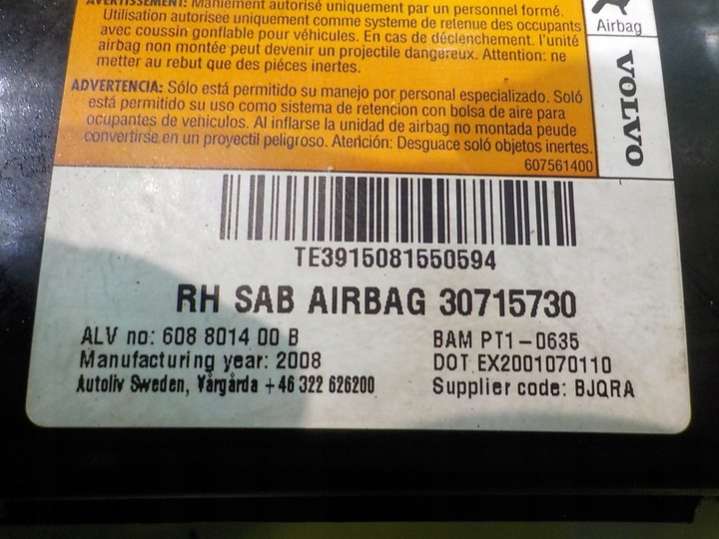 AVERTISSEMENT: Maniement autorisé uniquement par un personnel formé.
Utilisation autorisee uniquement comme systeme de retenue des occupants
avec coussin gonflable pour véhicules. En cas de déclenchement. l'unité
airbag non montée peut devenir un projectile dangereux. Attention: ne
metter au rebut que des piéces inertes.
ADVERTENCIA: Sólo está permitido su manejo por personal especializado. Soló
está permitido su uso como sistema de retención con bolsa de aire para
ocupantes de vehiculos. Al inflarse la unidad de airbag no montada peude
convertirse en un proyectil peligroso. Atención: Desguace soló objetos inertes.
607561400
Airbag
VOLVO
TE3915081550594
RH SAB AIRBAG 30715730
ALV no: 608 8014 00 B
Manufacturing year: 2008
Autoliv Sweden, Vårgårda +46 322 626200
BAM PT1-0635
DOT EX2001070110
Supplier code: BJQRA